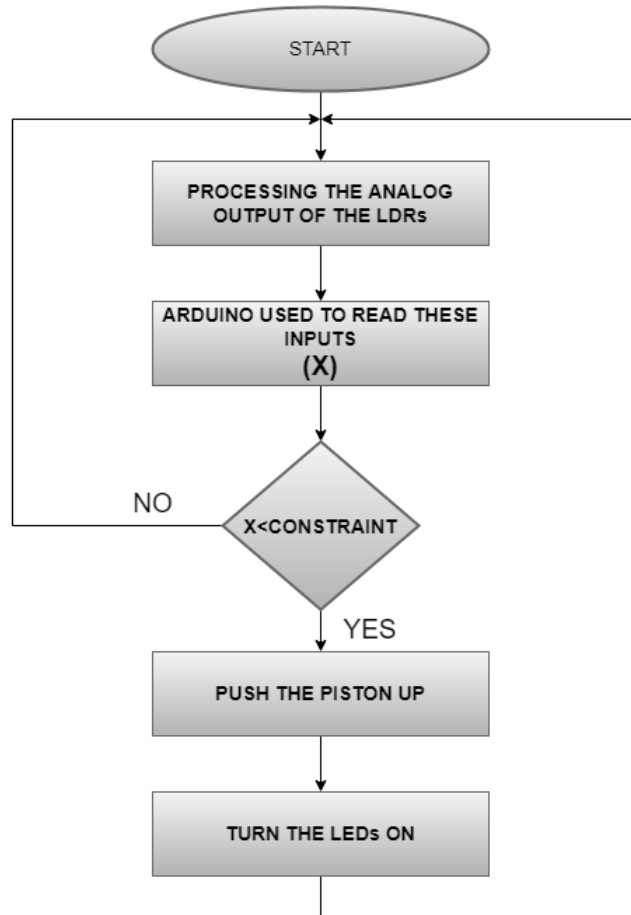 START
PROCESSING THE ANALOG
OUTPUT OF THE LDRs
ARDUINO USED TO READ THESE
INPUTS
(X)
X<CONSTRAINT
NO
YES
PUSH THE PISTON UP
TURN THE LEDs ON